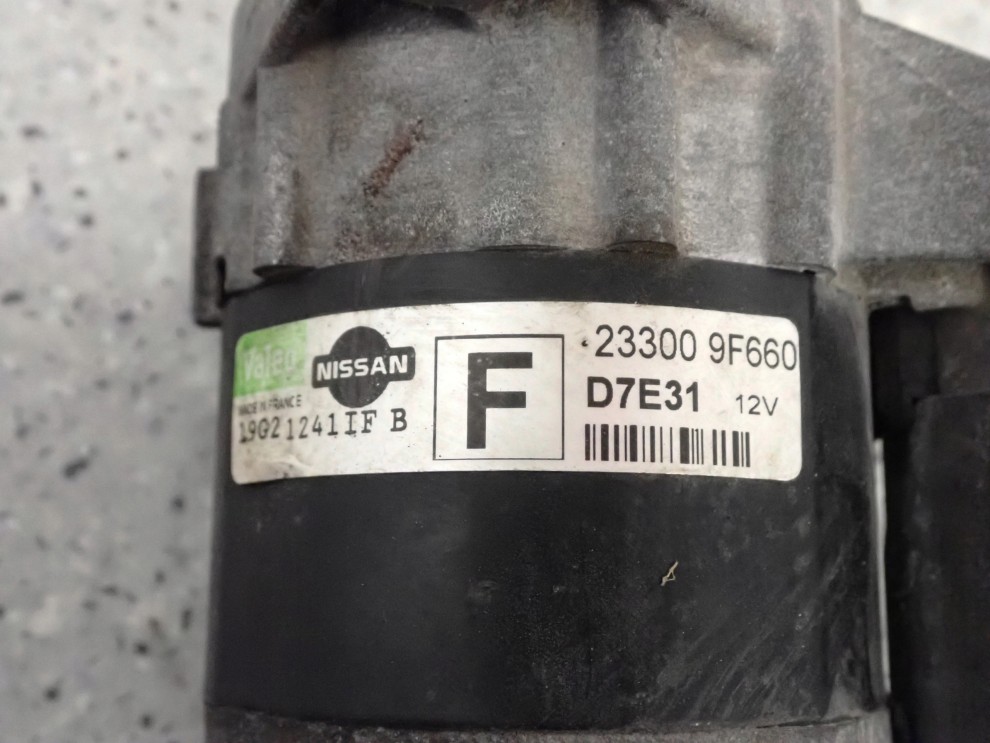 Valeo
NISSAN
MADE IN FRANCE
19G21241IF B
F
23300 9F660
D7E31 12V